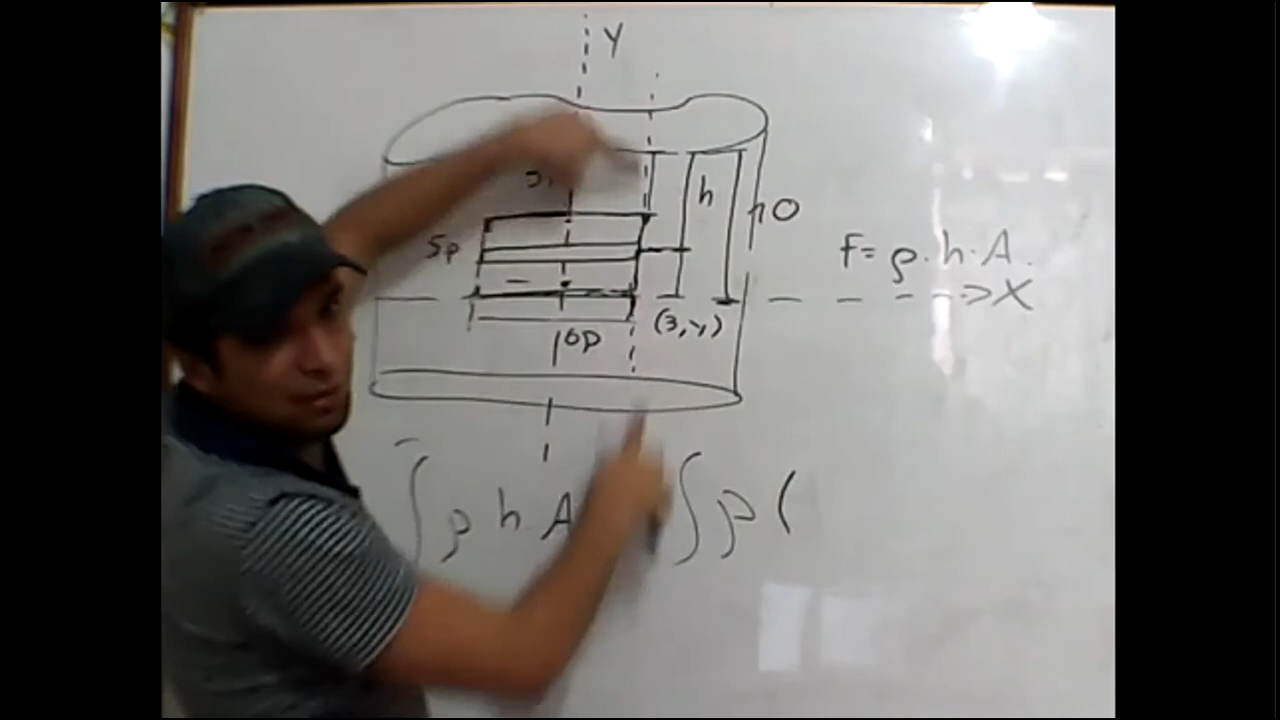 Y
h
10
5p
F= ρ.h.A.
X
(3,y)
10p
∫ ρ h A
∫ ρ (